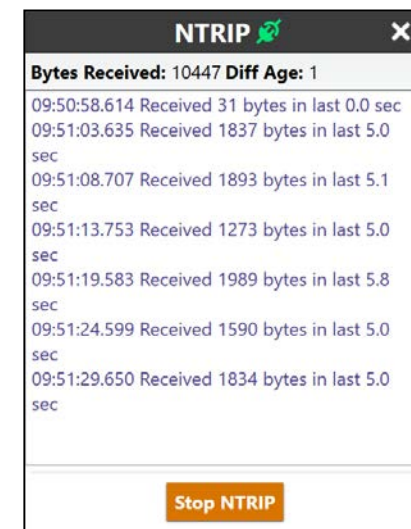 NTRIP
Bytes Received: 10447 Diff Age: 1
09:50:58.614 Received 31 bytes in last 0.0 sec
09:51:03.635 Received 1837 bytes in last 5.0
sec
09:51:08.707 Received 1893 bytes in last 5.1
sec
09:51:13.753 Received 1273 bytes in last 5.0
sec
09:51:19.583 Received 1989 bytes in last 5.8
sec
09:51:24.599 Received 1590 bytes in last 5.0
sec
09:51:29.650 Received 1834 bytes in last 5.0
sec
Stop NTRIP